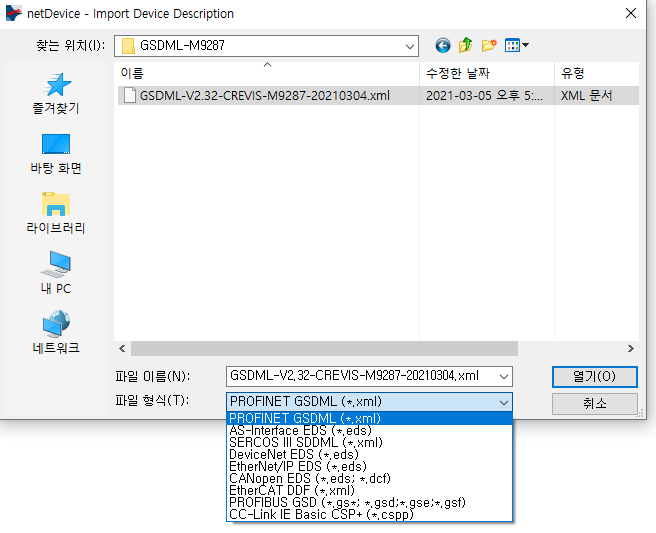 netDevice - Import Device Description
찾는 위치(I):
GSDML-M9287
이름
수정한 날짜
유형
GSDML-V2.32-CREVIS-M9287-20210304.xml
2021-03-05 오후 5:...
XML 문서
즐겨찾기
바탕 화면
라이브러리
내 PC
네트워크
파일 이름(N):
GSDML-V2.32-CREVIS-M9287-20210304.xml
열기(O)
파일 형식(T):
PROFINET GSDML (*.xml)
취소
PROFINET GSDML (*.xml)
AS-Interface EDS (*.eds)
SERCOS III SDDML (*.xml)
DeviceNet EDS (*.eds)
EtherNet/IP EDS (*.eds)
CANopen EDS (*.eds; *.dcf)
EtherCAT DDF (*.xml)
PROFIBUS GSD (*.gs*; *.gsd;*.gse;*.gsf)
CC-Link IE Basic CSP+ (*.cspp)